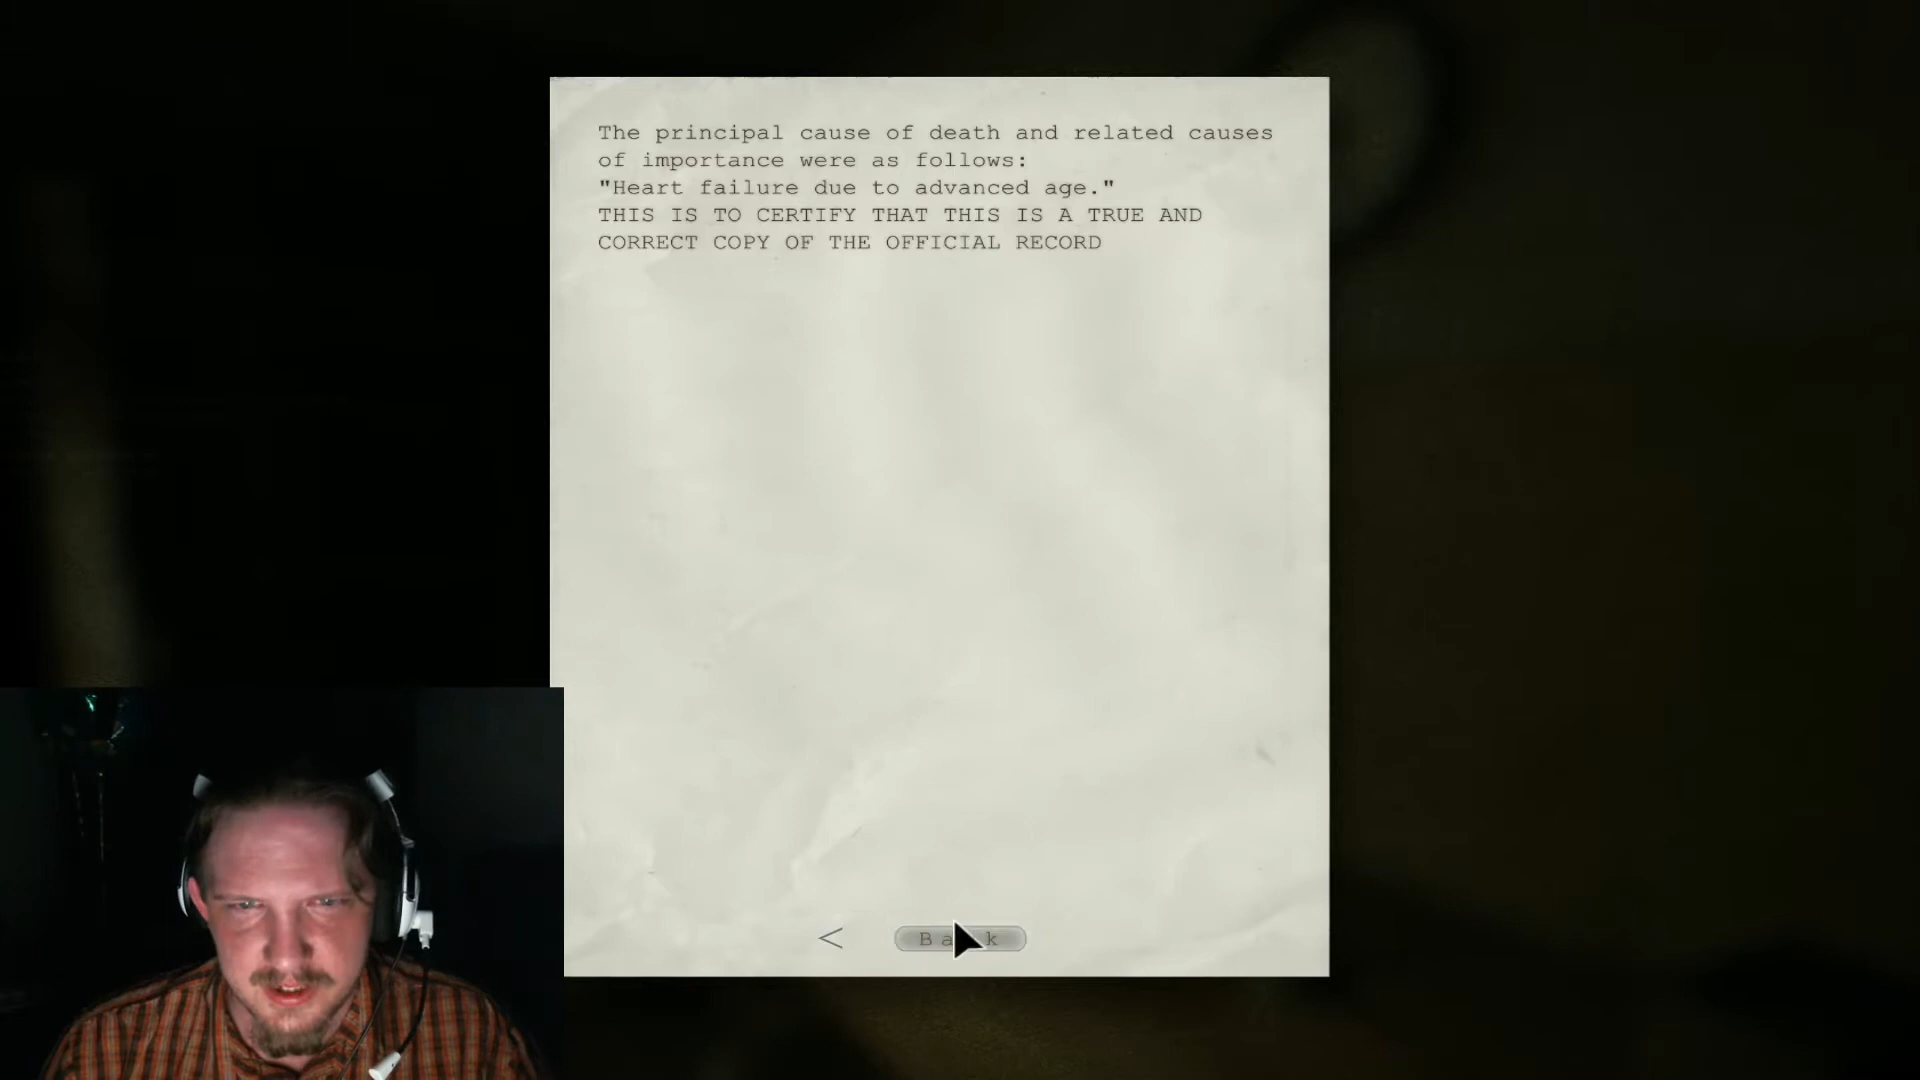 The principal cause of death and related causes
of importance were as follows:
"Heart failure due to advanced age."
THIS IS TO CERTIFY THAT THIS IS A TRUE AND
CORRECT COPY OF THE OFFICIAL RECORD
< Back